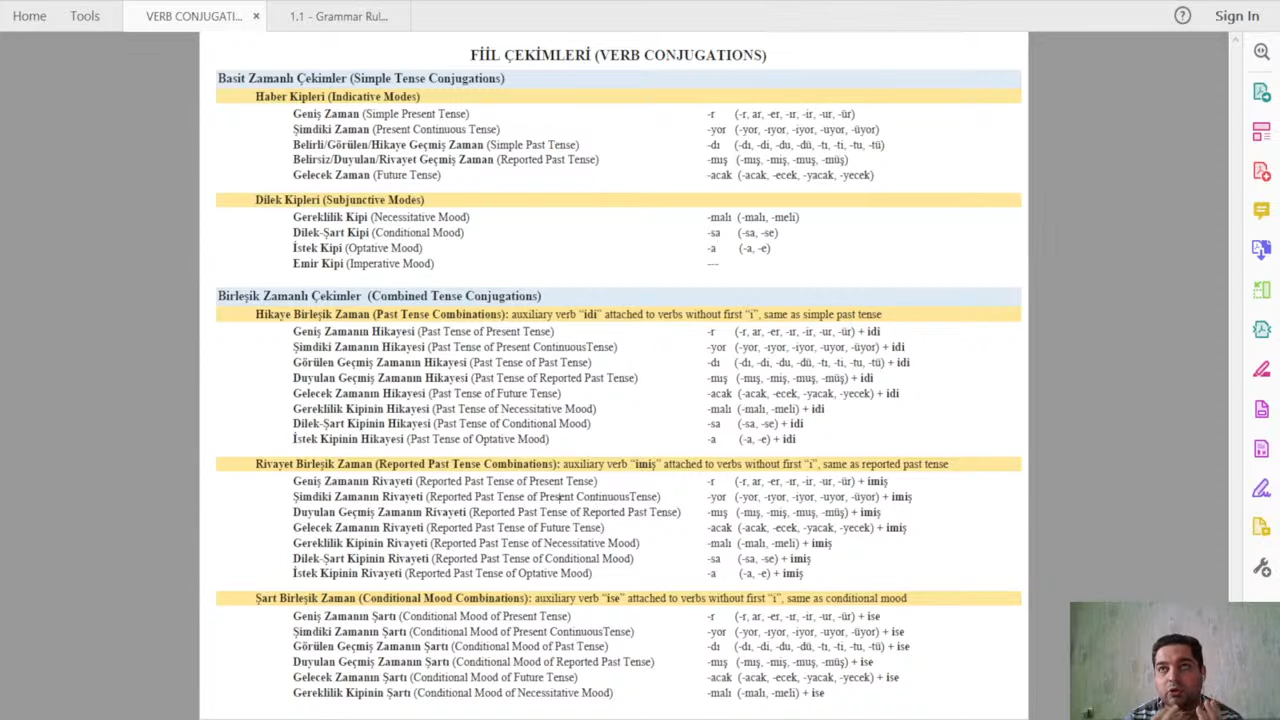 Home Tools VERB CONJUGATI... × 1.1 - Grammar Rul... ? Sign In
FİİL ÇEKİMLERİ (VERB CONJUGATIONS)
Basit Zamanlı Çekimler (Simple Tense Conjugations)
Haber Kipleri (Indicative Modes)
Geniş Zaman (Simple Present Tense) -r (-r, ar, -er, -ır, -ir, -ur, -ür)
Şimdiki Zaman (Present Continuous Tense) -yor (-yor, -ıyor, -iyor, -uyor, -üyor)
Belirli/Görülen/Hikaye Geçmiş Zaman (Simple Past Tense) -dı (-dı, -di, -du, -dü, -tı, -ti, -tu, -tü)
Belirsiz/Duyulan/Rivayet Geçmiş Zaman (Reported Past Tense) -mış (-mış, -miş, -muş, -müş)
Gelecek Zaman (Future Tense) -acak (-acak, -ecek, -yacak, -yecek)
Dilek Kipleri (Subjunctive Modes)
Gereklilik Kipi (Necessitative Mood) -malı (-malı, -meli)
Dilek-Şart Kipi (Conditional Mood) -sa (-sa, -se)
İstek Kipi (Optative Mood) -a (-a, -e)
Emir Kipi (Imperative Mood) ---
Birleşik Zamanlı Çekimler (Combined Tense Conjugations)
Hikaye Birleşik Zaman (Past Tense Combinations): auxiliary verb “idi” attached to verbs without first “i”, same as simple past tense
Geniş Zamanın Hikayesi (Past Tense of Present Tense) -r (-r, ar, -er, -ır, -ir, -ur, -ür) + idi
Şimdiki Zamanın Hikayesi (Past Tense of Present ContinuousTense) -yor (-yor, -ıyor, -iyor, -uyor, -üyor) + idi
Görülen Geçmiş Zamanın Hikayesi (Past Tense of Past Tense) -dı (-dı, -di, -du, -dü, -tı, -ti, -tu, -tü) + idi
Duyulan Geçmiş Zamanın Hikayesi (Past Tense of Reported Past Tense) -mış (-mış, -miş, -muş, -müş) + idi
Gelecek Zamanın Hikayesi (Past Tense of Future Tense) -acak (-acak, -ecek, -yacak, -yecek) + idi
Gereklilik Kipinin Hikayesi (Past Tense of Necessitative Mood) -malı (-malı, -meli) + idi
Dilek-Şart Kipinin Hikayesi (Past Tense of Conditional Mood) -sa (-sa, -se) + idi
İstek Kipinin Hikayesi (Past Tense of Optative Mood) -a (-a, -e) + idi
Rivayet Birleşik Zaman (Reported Past Tense Combinations): auxiliary verb “imiş” attached to verbs without first “i”, same as reported past tense
Geniş Zamanın Rivayeti (Reported Past Tense of Present Tense) -r (-r, ar, -er, -ır, -ir, -ur, -ür) + imiş
Şimdiki Zamanın Rivayeti (Reported Past Tense of Present ContinuousTense) -yor (-yor, -ıyor, -iyor, -uyor, -üyor) + imiş
Duyulan Geçmiş Zamanın Rivayeti (Reported Past Tense of Reported Past Tense) -mış (-mış, -miş, -muş, -müş) + imiş
Gelecek Zamanın Rivayeti (Reported Past Tense of Future Tense) -acak (-acak, -ecek, -yacak, -yecek) + imiş
Gereklilik Kipinin Rivayeti (Reported Past Tense of Necessitative Mood) -malı (-malı, -meli) + imiş
Dilek-Şart Kipinin Rivayeti (Reported Past Tense of Conditional Mood) -sa (-sa, -se) + imiş
İstek Kipinin Rivayeti (Reported Past Tense of Optative Mood) -a (-a, -e) + imiş
Şart Birleşik Zaman (Conditional Mood Combinations): auxiliary verb “ise” attached to verbs without first “i”, same as conditional mood
Geniş Zamanın Şartı (Conditional Mood of Present Tense) -r (-r, ar, -er, -ır, -ir, -ur, -ür) + ise
Şimdiki Zamanın Şartı (Conditional Mood of Present ContinuousTense) -yor (-yor, -ıyor, -iyor, -uyor, -üyor) + ise
Görülen Geçmiş Zamanın Şartı (Conditional Mood of Past Tense) -dı (-dı, -di, -du, -dü, -tı, -ti, -tu, -tü) + ise
Duyulan Geçmiş Zamanın Şartı (Conditional Mood of Reported Past Tense) -mış (-mış, -miş, -muş, -müş) + ise
Gelecek Zamanın Şartı (Conditional Mood of Future Tense) -acak (-acak, -ecek, -yacak, -yecek) + ise
Gereklilik Kipinin Şartı (Conditional Mood of Necessitative Mood) -malı (-malı, -meli) + ise